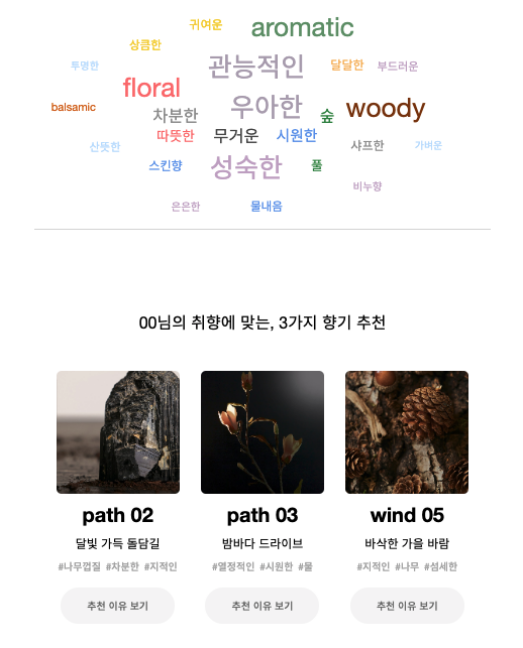 귀여운
aromatic
상큼한
관능적인
달달한
부드러운
투명한
floral
balsamic
차분한
우아한
숲
woody
따뜻한
무거운
시원한
산뜻한
샤프한
가벼운
스킨향
성숙한
풀
비누향
은은한
물내음
00님의 취향에 맞는, 3가지 향기 추천
path 02
path 03
wind 05
달빛 가득 돌담길
밤바다 드라이브
바삭한 가을 바람
#나무껍질 #차분한 #지적인
#열정적인 #시원한 #물
#지적인 #나무 #섬세한
추천 이유 보기
추천 이유 보기
추천 이유 보기